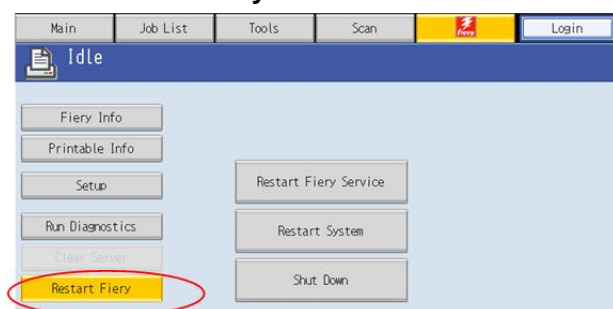 Main
Job List
Tools
Scan
Fiery
Login
Idle
Fiery Info
Printable Info
Setup
Run Diagnostics
Clear Server
Restart Fiery
Restart Fiery Service
Restart System
Shut Down